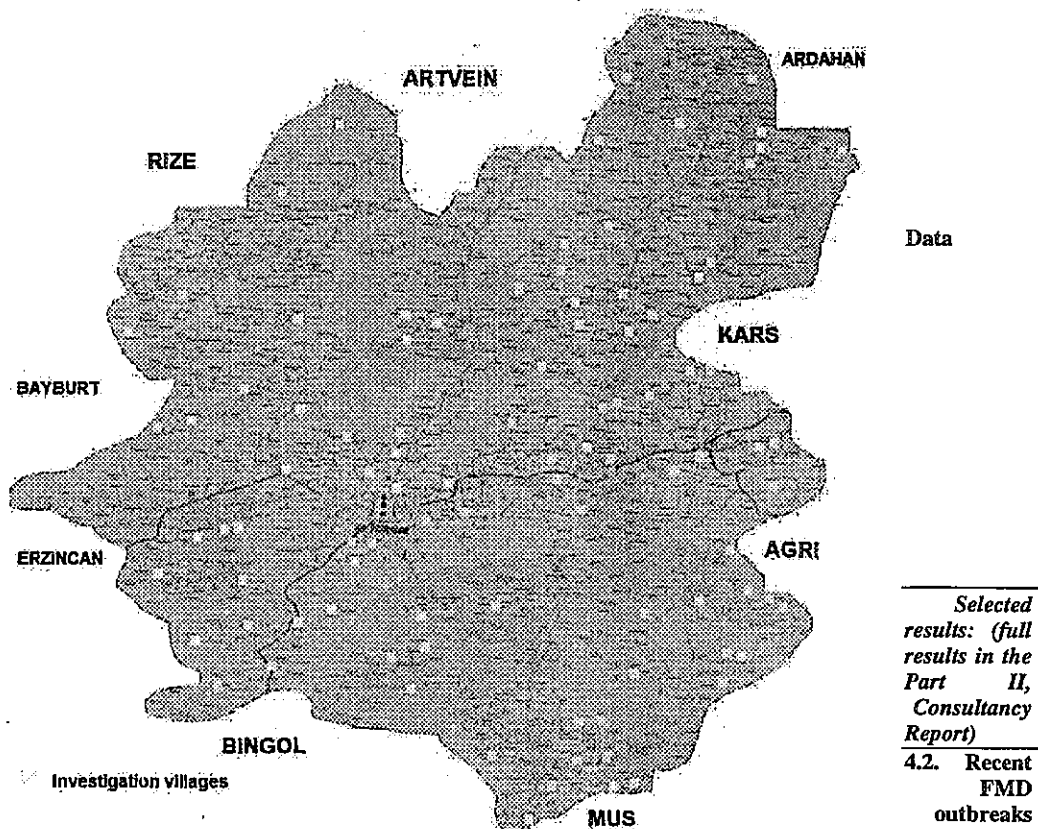 ARTVEIN
ARDAHAN
RIZE
Data
KARS
BAYBURT
ERZINCAN
AGRI
BINGOL
Investigation villages
MUS
Selected
results: (full
results in the
Part II,
Consultancy
Report)
4.2. Recent
FMD
outbreaks